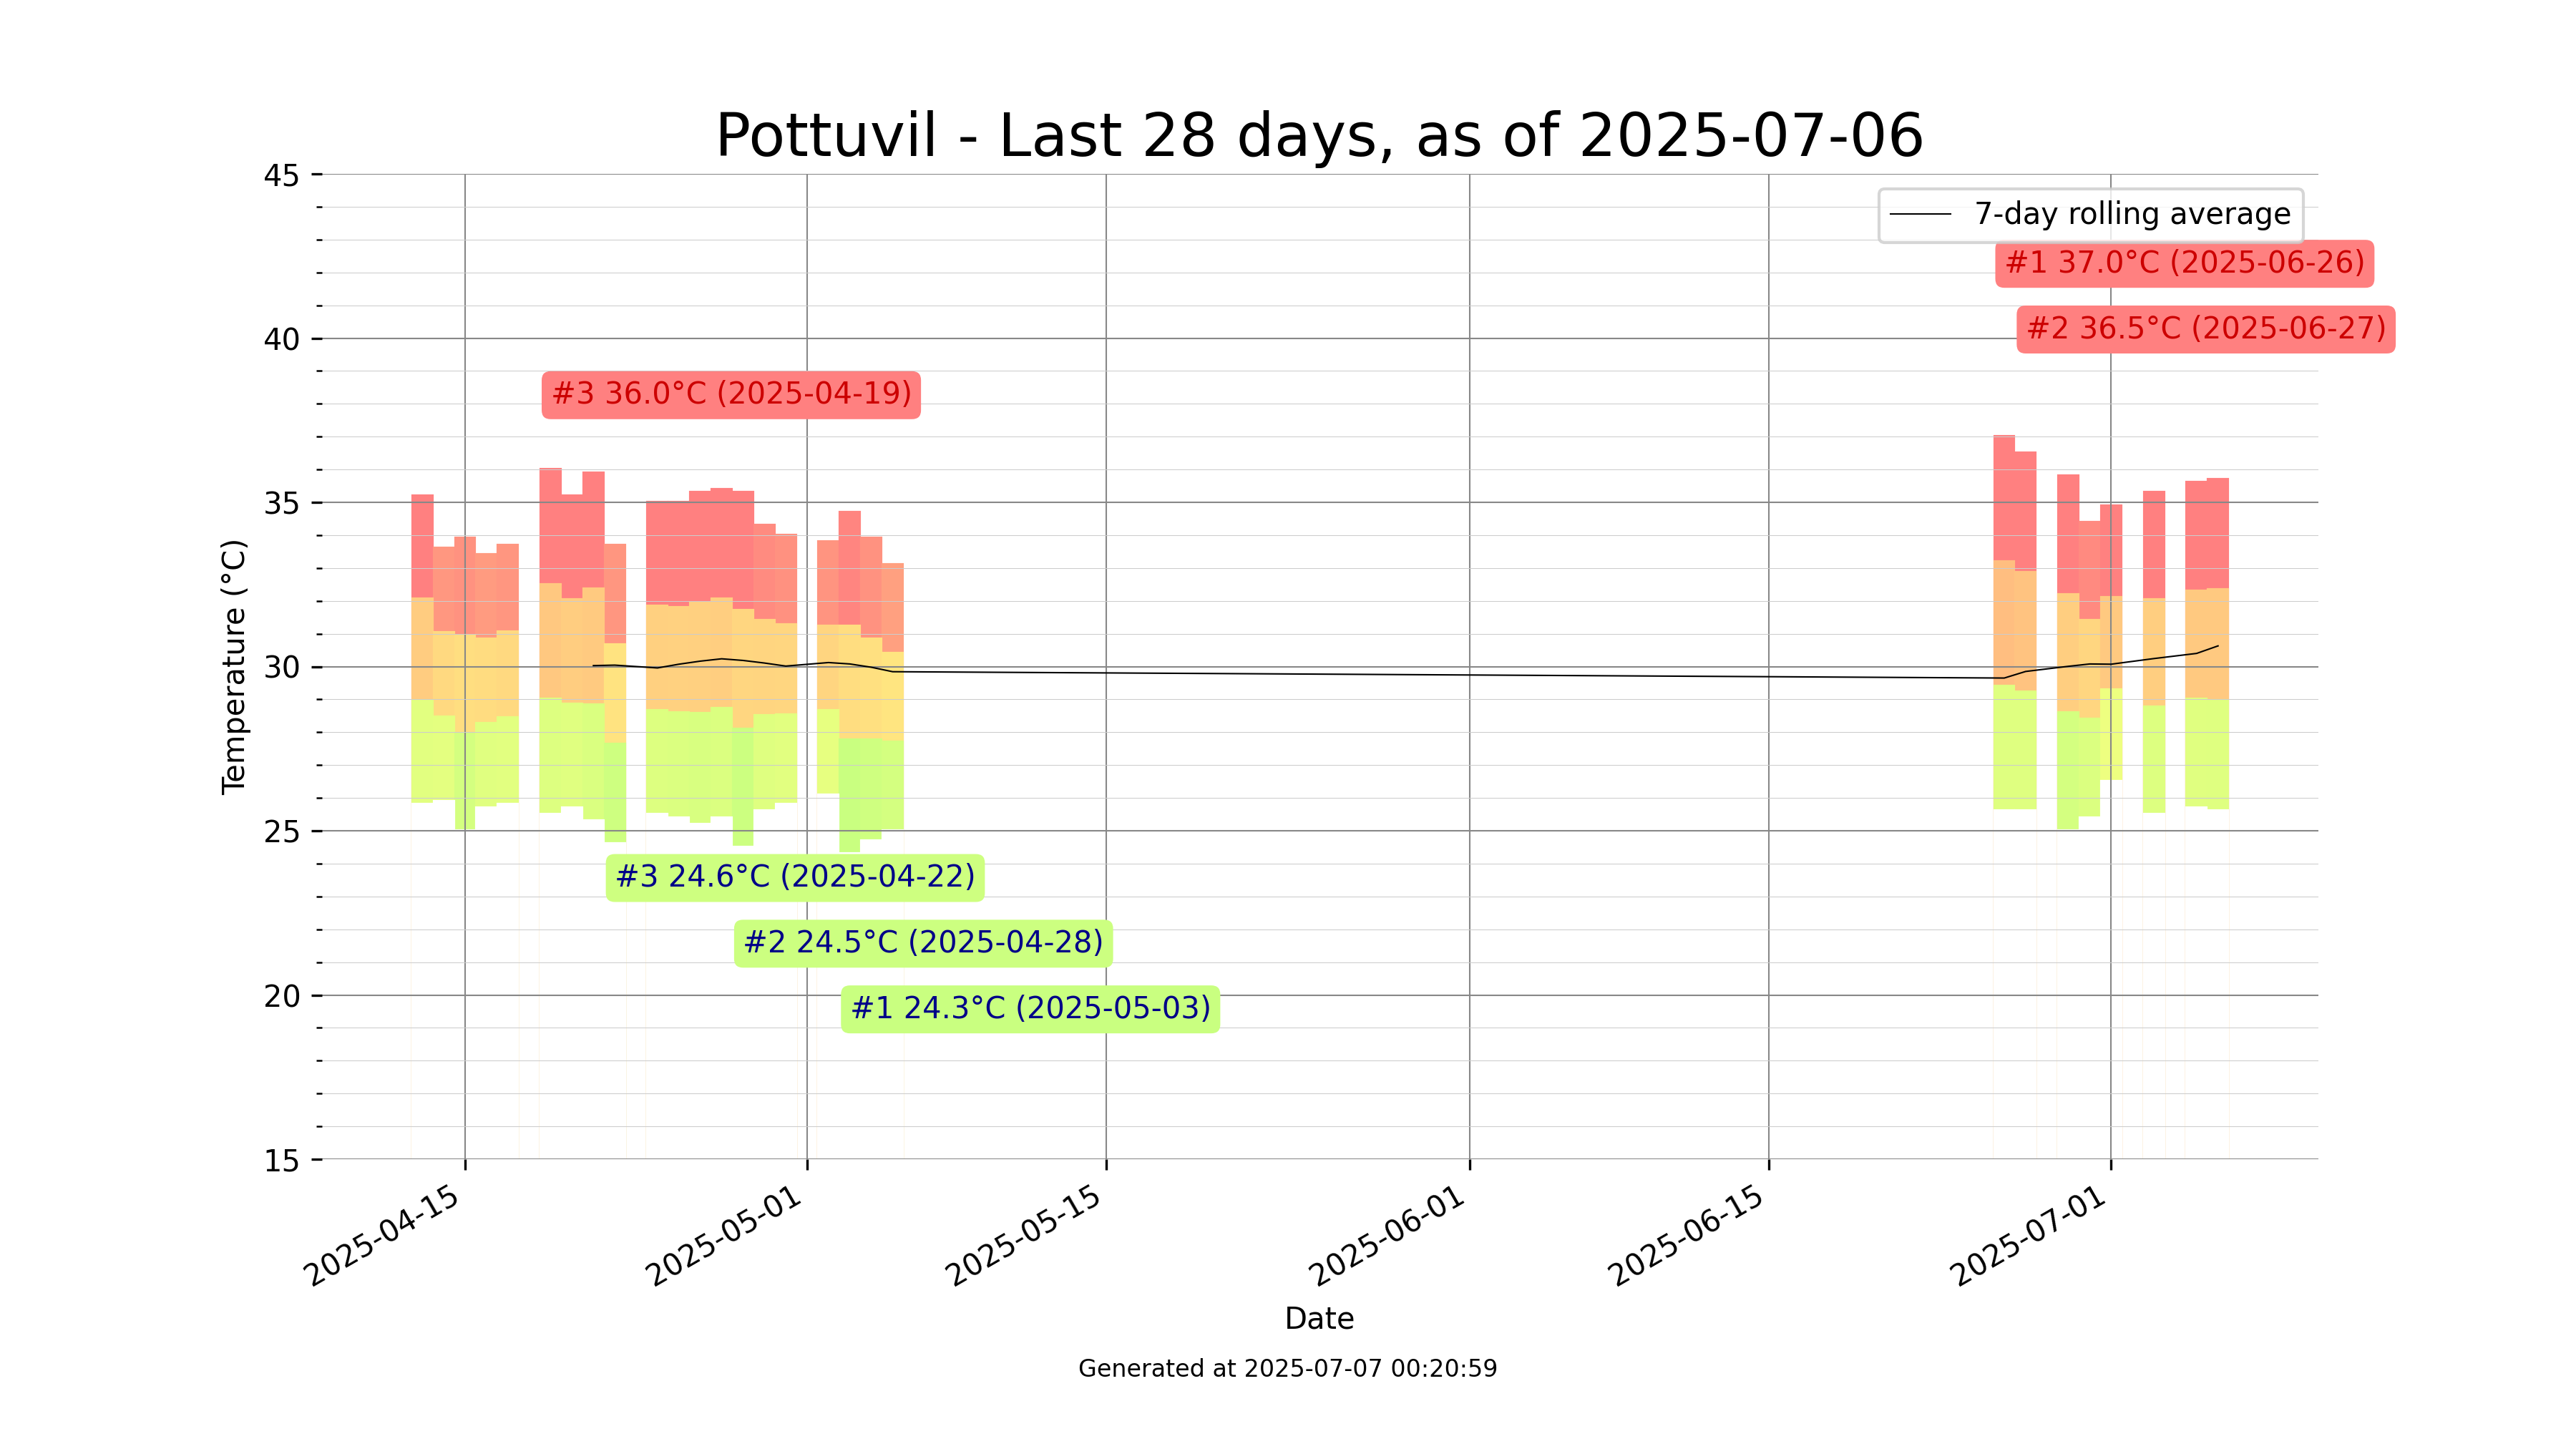 Pottuvil - Last 28 days, as of 2025-07-06
7-day rolling average
#1 37.0°C (2025-06-26)
#2 36.5°C (2025-06-27)
#3 36.0°C (2025-04-19)
#3 24.6°C (2025-04-22)
#2 24.5°C (2025-04-28)
#1 24.3°C (2025-05-03)
Temperature (°C)
45
40
35
30
25
20
15
2025-04-15
2025-05-01
2025-05-15
2025-06-01
2025-06-15
2025-07-01
Date
Generated at 2025-07-07 00:20:59